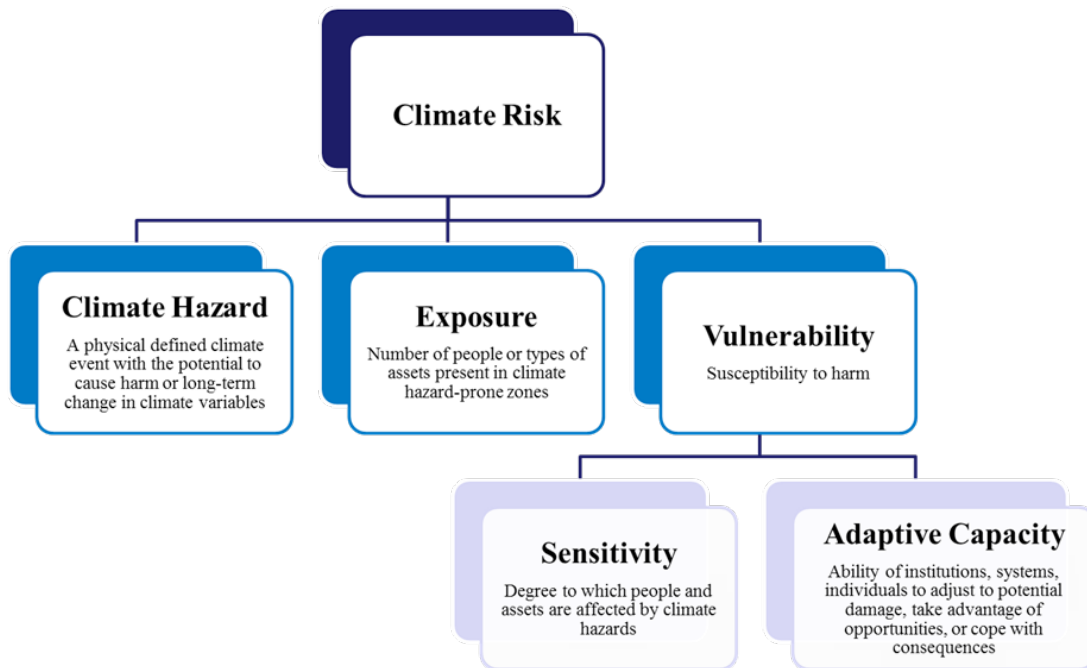 Climate Risk
Climate Hazard
A physical defined climate
event with the potential to
cause harm or long-term
change in climate variables
Exposure
Number of people or types of
assets present in climate
hazard-prone zones
Vulnerability
Susceptibility to harm
Sensitivity
Degree to which people and
assets are affected by climate
hazards
Adaptive Capacity
Ability of institutions, systems,
individuals to adjust to potential
damage, take advantage of
opportunities, or cope with
consequences